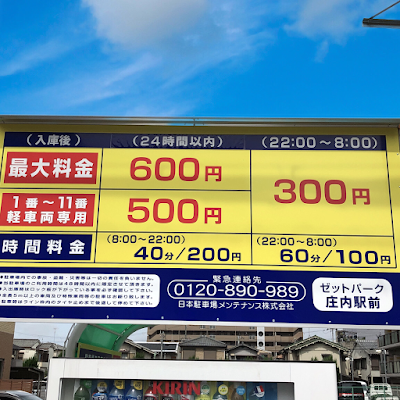 (入庫後)
(24時間以内)
(22:00〜8:00)
最大料金
600円
300円
1番〜11番
軽車両専用
500円
時間料金
(8:00〜22:00)
40分/200円
(22:00〜8:00)
60分/100円
緊急連絡先
0120-890-989
日本駐車場メンテナンス株式会社
ゼットパーク
庄内駅前
KIRIN